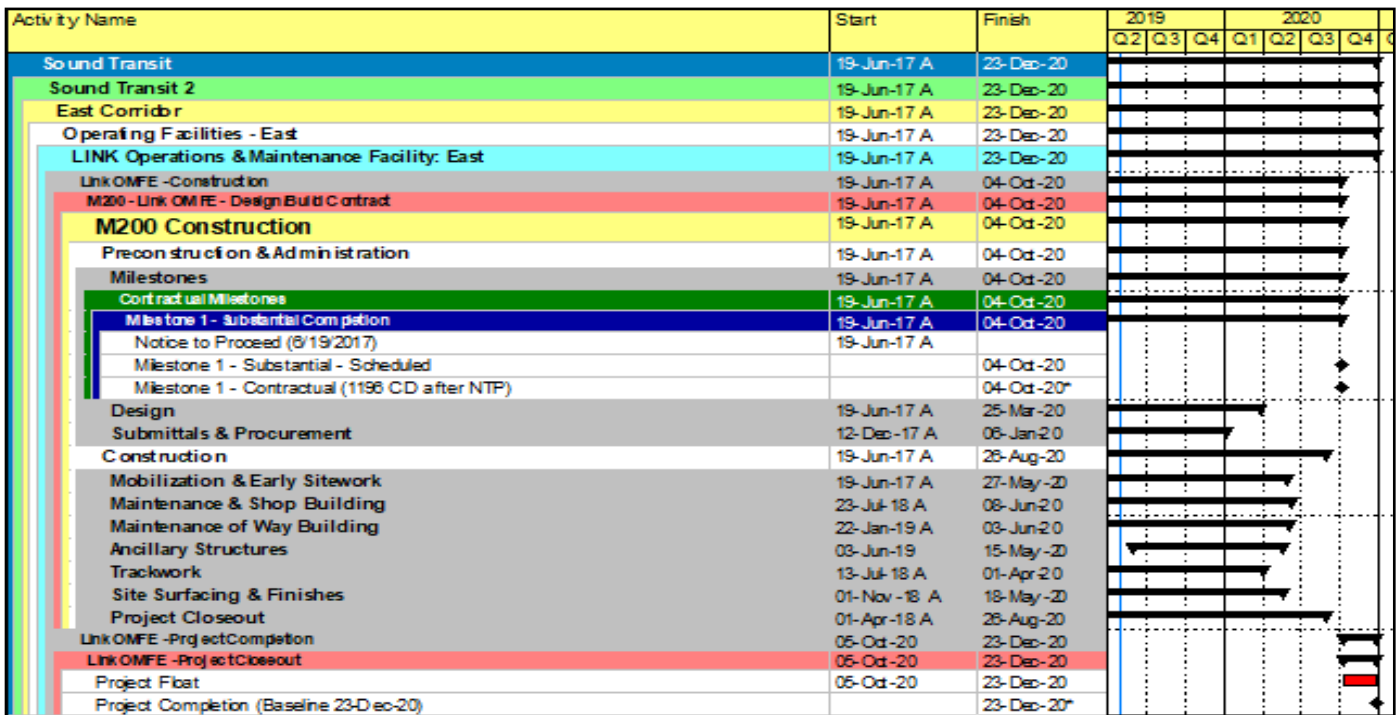 Activity Name Start Finish 2019 2020
Q2 Q3 Q4 Q1 Q2 Q3 Q4
Sound Transit 19-Jun-17 A 23-Dec-20
Sound Transit 2 19-Jun-17 A 23-Dec-20
East Corridor 19-Jun-17 A 23-Dec-20
Operating Facilities - East 19-Jun-17 A 23-Dec-20
LINK Operations & Maintenance Facility: East 19-Jun-17 A 23-Dec-20
Link OMFE - Construction 19-Jun-17 A 04-Oct-20
M200 - Link OMFE - Design/Build Contract 19-Jun-17 A 04-Oct-20
M200 Construction 19-Jun-17 A 04-Oct-20
Preconstruction & Administration 19-Jun-17 A 04-Oct-20
Milestones 19-Jun-17 A 04-Oct-20
Contractual Milestones 19-Jun-17 A 04-Oct-20
Milestone 1 - Substantial Completion 19-Jun-17 A 04-Oct-20
Notice to Proceed (6/19/2017) 19-Jun-17 A
Milestone 1 - Substantial - Scheduled 04-Oct-20
Milestone 1 - Contractual (1196 CD after NTP) 04-Oct-20*
Design 19-Jun-17 A 25-Mar-20
Submittals & Procurement 12-Dec-17 A 06-Jan-20
Construction 19-Jun-17 A 26-Aug-20
Mobilization & Early Sitework 19-Jun-17 A 27-May-20
Maintenance & Shop Building 23-Jul-18 A 08-Jun-20
Maintenance of Way Building 22-Jan-19 A 03-Jun-20
Ancillary Structures 03-Jun-19 15-May-20
Trackwork 13-Jul-18 A 01-Apr-20
Site Surfacing & Finishes 01-Nov-18 A 18-May-20
Project Closeout 01-Apr-18 A 26-Aug-20
Link OMFE - Project Completion 05-Oct-20 23-Dec-20
Link OMFE - Project Closeout 05-Oct-20 23-Dec-20
Project Float 05-Oct-20 23-Dec-20
Project Completion (Baseline 23-Dec-20) 23-Dec-20*